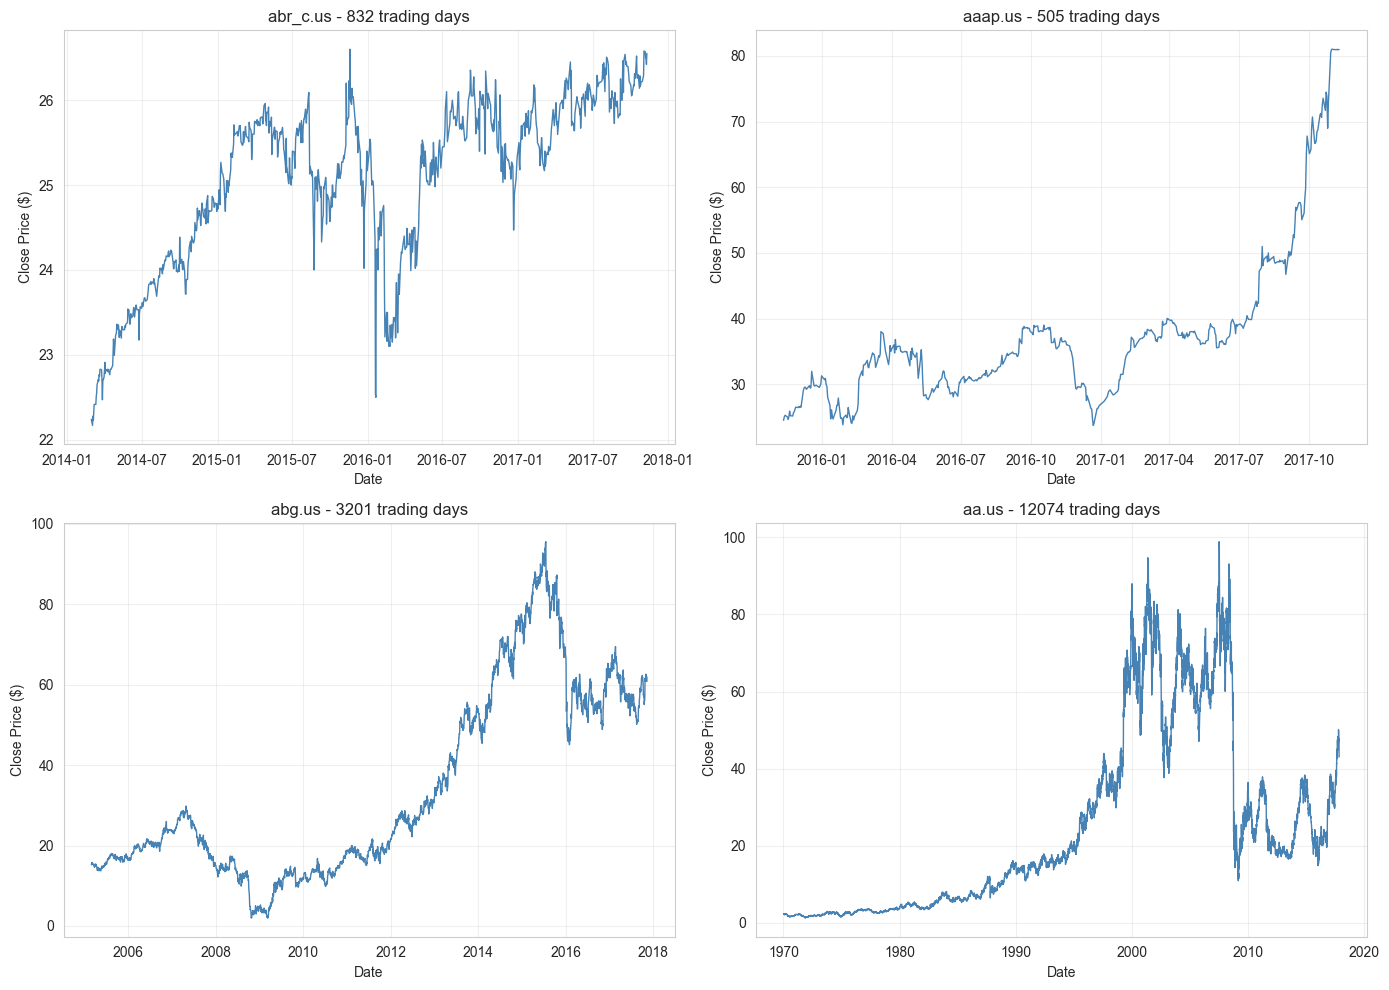 abr_c.us - 832 trading days
Close Price ($)
26
25
24
23
22
2014-01 2014-07 2015-01 2015-07 2016-01 2016-07 2017-01 2017-07 2018-01
Date
aaap.us - 505 trading days
Close Price ($)
80
70
60
50
40
30
2016-01 2016-04 2016-07 2016-10 2017-01 2017-04 2017-07 2017-10
Date
abg.us - 3201 trading days
Close Price ($)
100
80
60
40
20
0
2006 2008 2010 2012 2014 2016 2018
Date
aa.us - 12074 trading days
Close Price ($)
100
80
60
40
20
0
1970 1980 1990 2000 2010 2020
Date